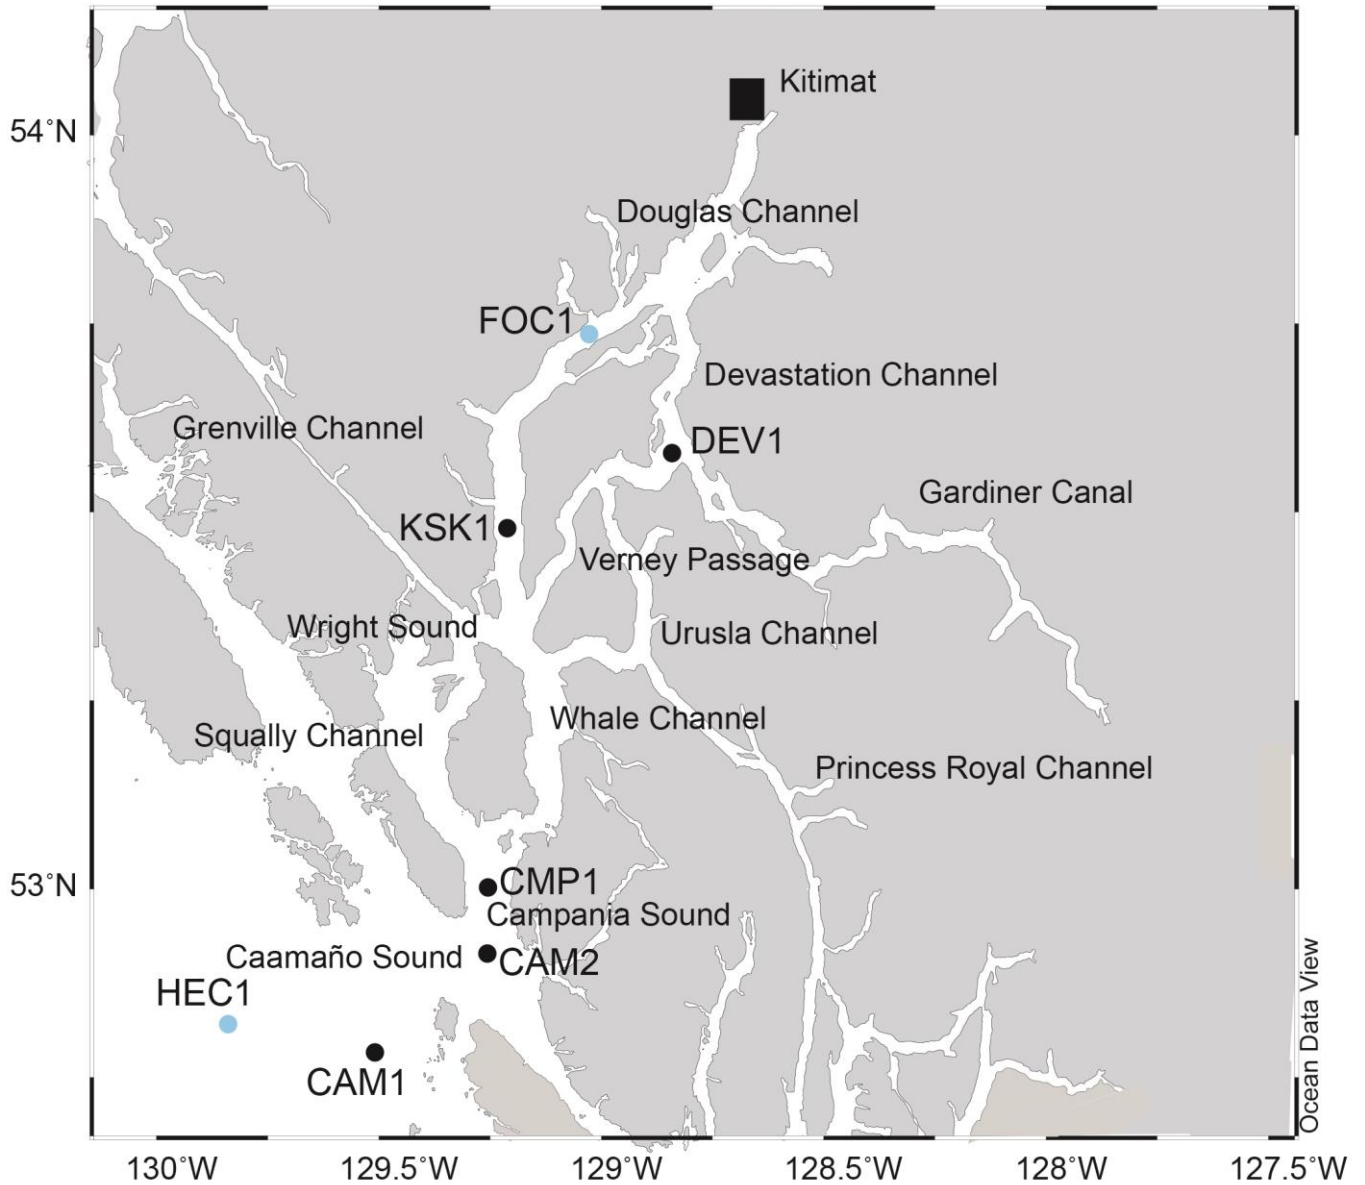 Kitimat
54°N
Douglas Channel
FOC1
Devastation Channel
Grenville Channel
DEV1
Gardiner Canal
KSK1
Verney Passage
Wright Sound
Urusla Channel
Whale Channel
Squally Channel
Princess Royal Channel
53°N
CMP1
Campania Sound
Caamaño Sound
CAM2
HEC1
CAM1
Ocean Data View
130°W
129.5°W
129°W
128.5°W
128°W
127.5°W